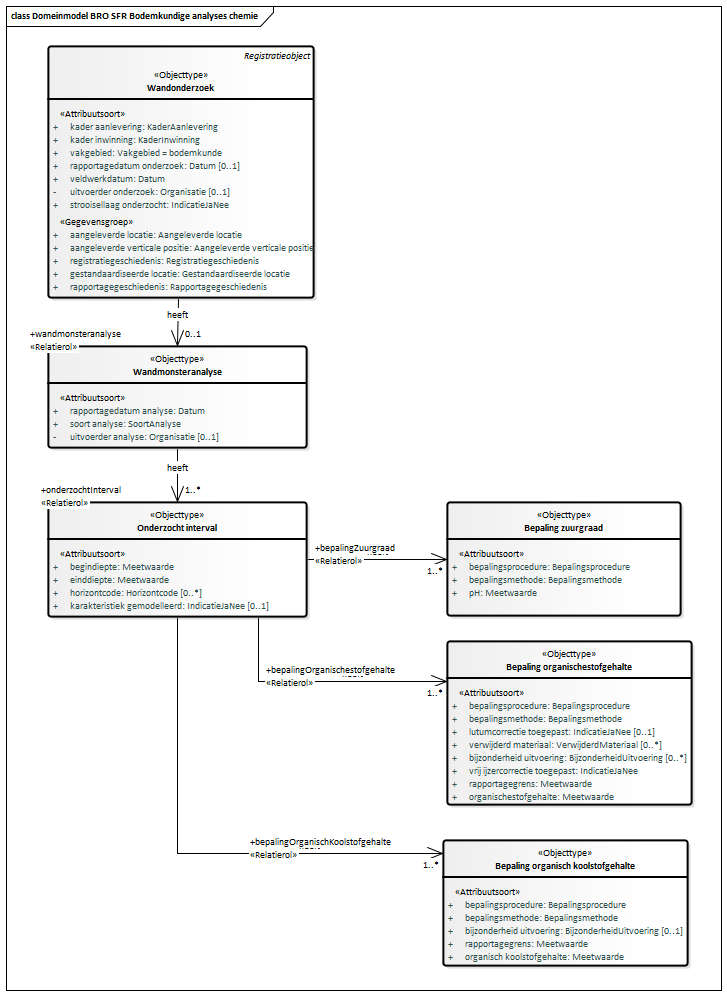 class Domeinmodel BRO SFR Bodemkundige analyses chemie
Registratieobject
«Objecttype»
Wandonderzoek
«Attribuutsoort»
+ kader aanlevering: KaderAanlevering
+ kader inwinning: KaderInwinning
+ vakgebied: Vakgebied = bodemkunde
+ rapportagedatum onderzoek: Datum [0..1]
+ veldwerkdatum: Datum
- uitvoerder onderzoek: Organisatie [0..1]
+ strooisellaag onderzocht: IndicatieJaNee
«Gegevensgroep»
+ aangeleverde locatie: Aangeleverde locatie
+ aangeleverde verticale positie: Aangeleverde verticale positie
+ registratiegeschiedenis: Registratiegeschiedenis
+ gestandaardiseerde locatie: Gestandaardiseerde locatie
+ rapportagegeschiedenis: Rapportagegeschiedenis
heeft
+wandmonsteranalyse 0..1
«Relatierol»
«Objecttype»
Wandmonsteranalyse
«Attribuutsoort»
+ rapportagedatum analyse: Datum
+ soort analyse: SoortAnalyse
- uitvoerder analyse: Organisatie [0..1]
heeft
+onderzochtInterval 1..*
«Relatierol»
«Objecttype»
Onderzocht interval
«Attribuutsoort»
+ begindiepte: Meetwaarde
+ einddiepte: Meetwaarde
+ horizontcode: Horizontcode [0..*]
+ karakteristiek gemodelleerd: IndicatieJaNee [0..1]
+bepalingZuurgraad
«Relatierol»
1..*
«Objecttype»
Bepaling zuurgraad
«Attribuutsoort»
+ bepalingsprocedure: Bepalingsprocedure
+ bepalingsmethode: Bepalingsmethode
+ pH: Meetwaarde
+bepalingOrganischestofgehalte
«Relatierol»
1..*
«Objecttype»
Bepaling organischestofgehalte
«Attribuutsoort»
+ bepalingsprocedure: Bepalingsprocedure
+ bepalingsmethode: Bepalingsmethode
+ lutumcorrectie toegepast: IndicatieJaNee [0..1]
+ verwijderd materiaal: VerwijderdMateriaal [0..*]
+ bijzonderheid uitvoering: BijzonderheidUitvoering [0..*]
+ vrij ijzercorrectie toegepast: IndicatieJaNee
+ rapportagegrens: Meetwaarde
+ organischestofgehalte: Meetwaarde
+bepalingOrganischKoolstofgehalte
«Relatierol»
1..*
«Objecttype»
Bepaling organisch koolstofgehalte
«Attribuutsoort»
+ bepalingsprocedure: Bepalingsprocedure
+ bepalingsmethode: Bepalingsmethode
+ bijzonderheid uitvoering: BijzonderheidUitvoering [0..1]
+ rapportagegrens: Meetwaarde
+ organisch koolstofgehalte: Meetwaarde